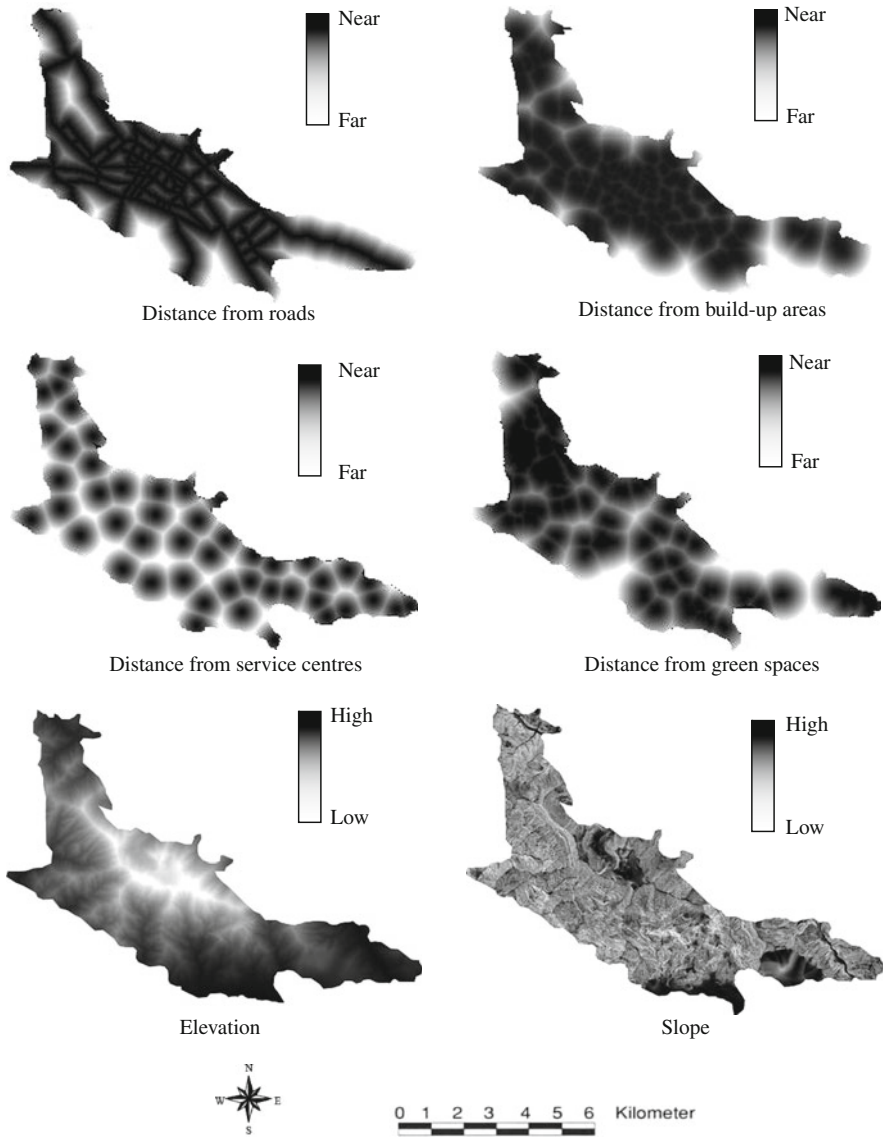 Near
Far
Distance from roads
Near
Far
Distance from build-up areas
Near
Far
Distance from service centres
Near
Far
Distance from green spaces
High
Low
Elevation
High
Low
Slope
N
W E
S
0 1 2 3 4 5 6 Kilometer